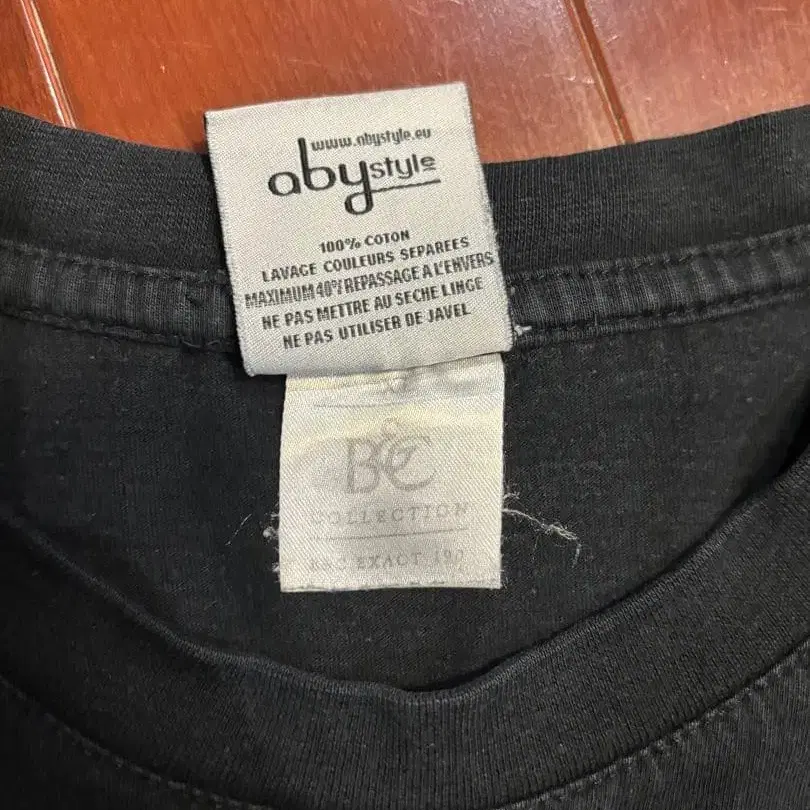 www.abystyle.eu
abystyle
100% COTON
LAVAGE COULEURS SEPAREES
MAXIMUM 40°/REPASSAGE A L'ENVERS
NE PAS METTRE AU SECHE LINGE
NE PAS UTILISER DE JAVEL
B&C
COLLECTION
B&C EXACT 190